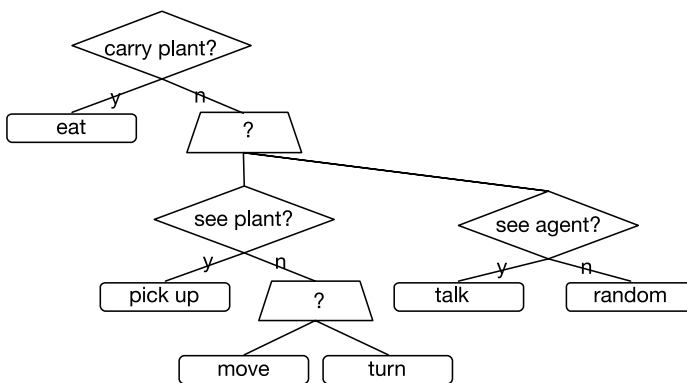 carry plant?
y
n
eat
?
see plant?
see agent?
y
n
y
n
pick up
?
talk
random
move
turn